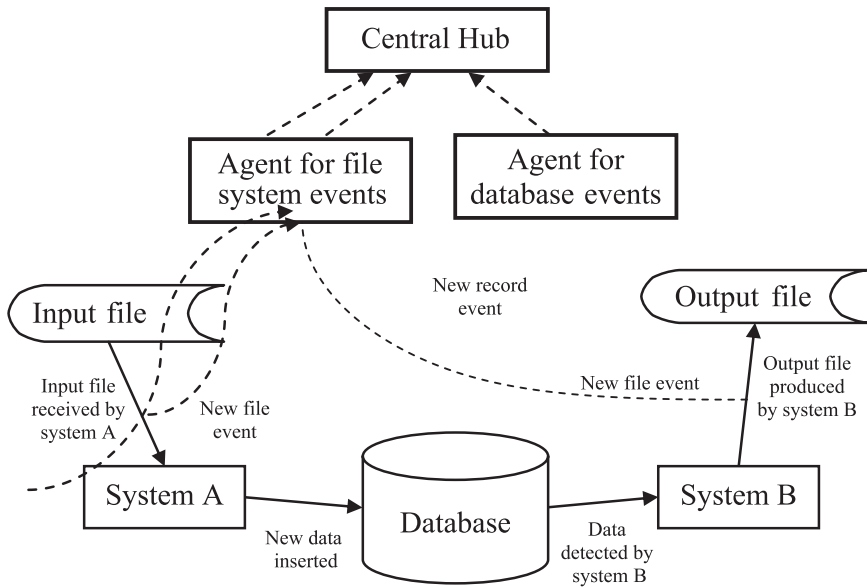 Central Hub
Agent for file
system events
Agent for
database events
New record
event
Input file
Output file
Input file
received by
system A
New file
event
New file event
Output file
produced
by system B
System A
Database
System B
New data
inserted
Data
detected by
system B